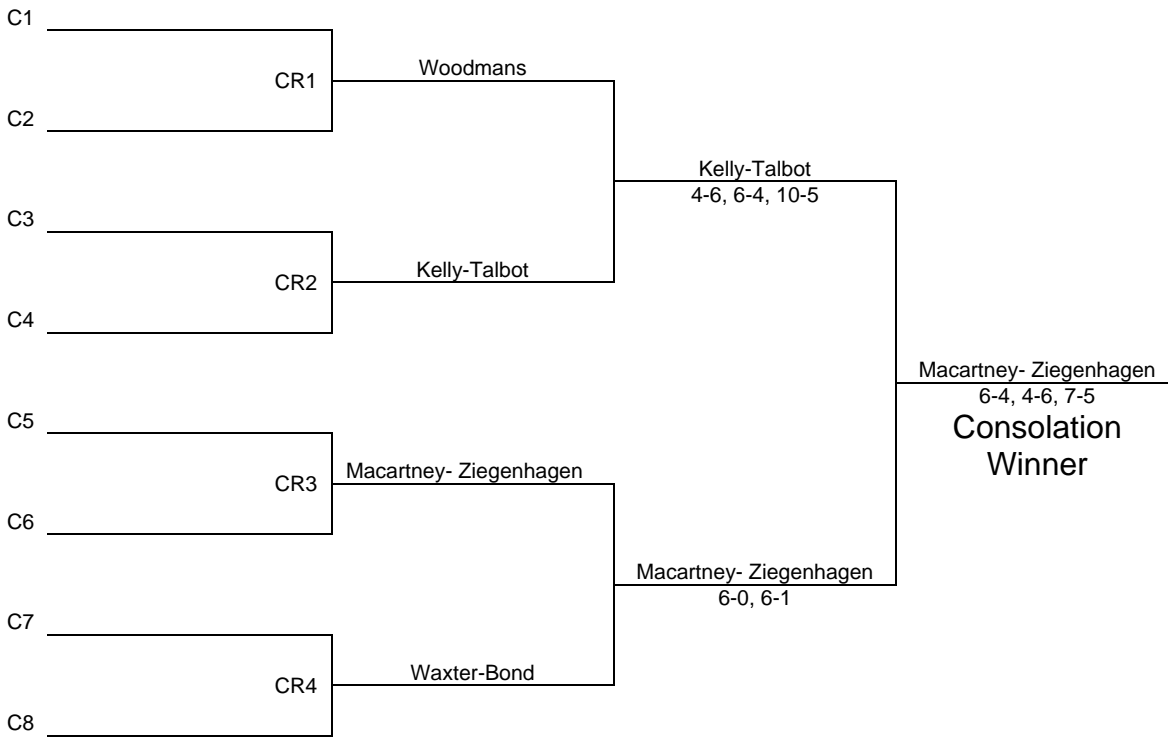 C1
CR1
Woodmans
C2
Kelly-Talbot
4-6, 6-4, 10-5
C3
CR2
Kelly-Talbot
C4
Macartney- Ziegenhagen
6-4, 4-6, 7-5
Consolation
Winner
C5
CR3
Macartney- Ziegenhagen
C6
Macartney- Ziegenhagen
6-0, 6-1
C7
CR4
Waxter-Bond
C8